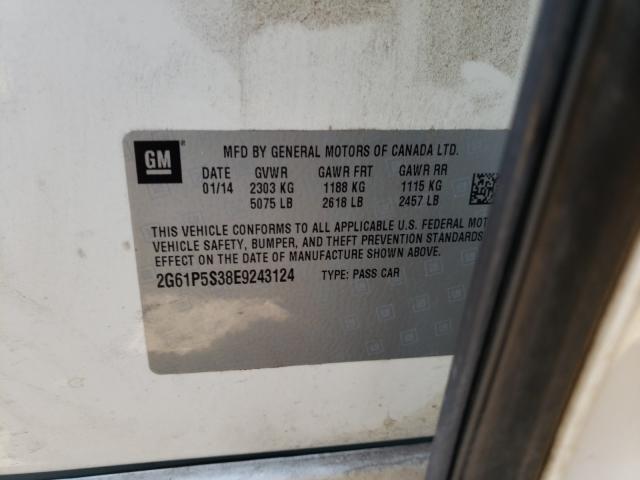 GM ®
MFD BY GENERAL MOTORS OF CANADA LTD.
DATE GVWR GAWR FRT GAWR RR
01/14 2303 KG 1188 KG 1115 KG
5075 LB 2618 LB 2457 LB
THIS VEHICLE CONFORMS TO ALL APPLICABLE U.S. FEDERAL MOT
VEHICLE SAFETY, BUMPER, AND THEFT PREVENTION STANDARDS
EFFECT ON THE DATE OF MANUFACTURE SHOWN ABOVE.
2G61P5S38E9243124 TYPE: PASS CAR